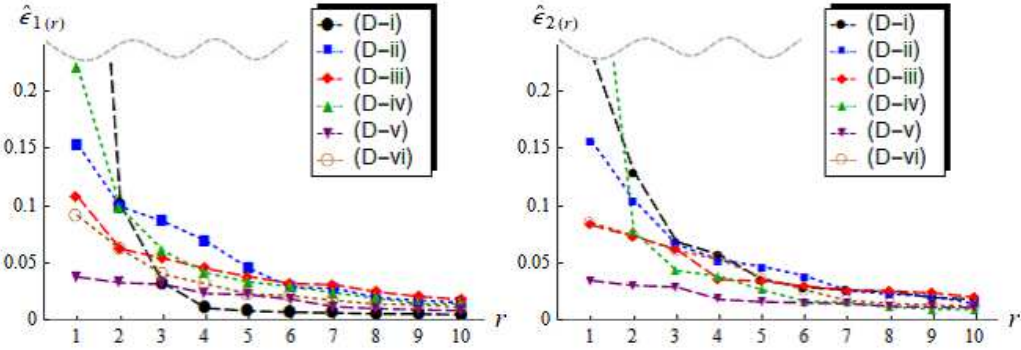 ε̂1(r)
(D–i)
(D–ii)
(D–iii)
(D–iv)
(D–v)
(D–vi)
0.2
0.15
0.1
0.05
0
1 2 3 4 5 6 7 8 9 10 r
ε̂2(r)
(D–i)
(D–ii)
(D–iii)
(D–iv)
(D–v)
(D–vi)
0.2
0.15
0.1
0.05
0
1 2 3 4 5 6 7 8 9 10 r